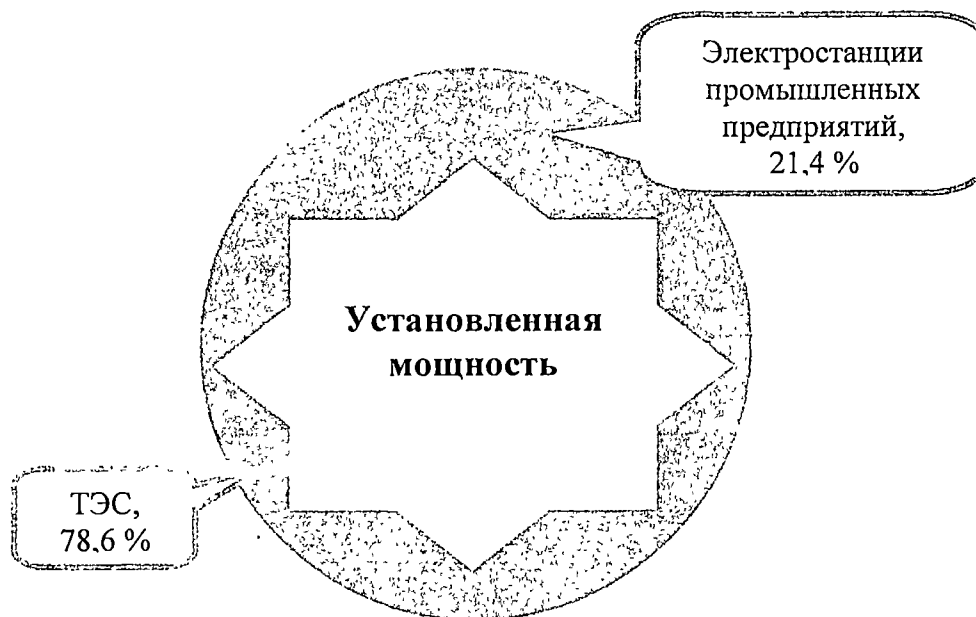 Электростанции
промышленных
предприятий,
21,4 %
Установленная
мощность
ТЭС,
78,6 %